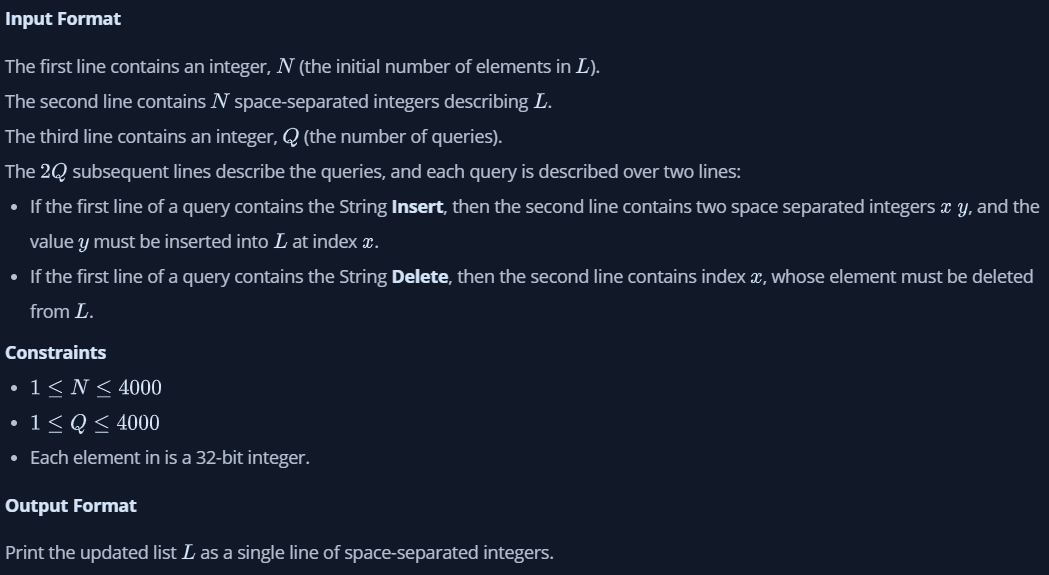 Input Format
The first line contains an integer, N (the initial number of elements in L).
The second line contains N space-separated integers describing L.
The third line contains an integer, Q (the number of queries).
The 2Q subsequent lines describe the queries, and each query is described over two lines:
• If the first line of a query contains the String Insert, then the second line contains two space separated integers x y, and the
value y must be inserted into L at index x.
• If the first line of a query contains the String Delete, then the second line contains index x, whose element must be deleted
from L.
Constraints
• 1 ≤ N ≤ 4000
• 1 ≤ Q ≤ 4000
• Each element in is a 32-bit integer.
Output Format
Print the updated list L as a single line of space-separated integers.